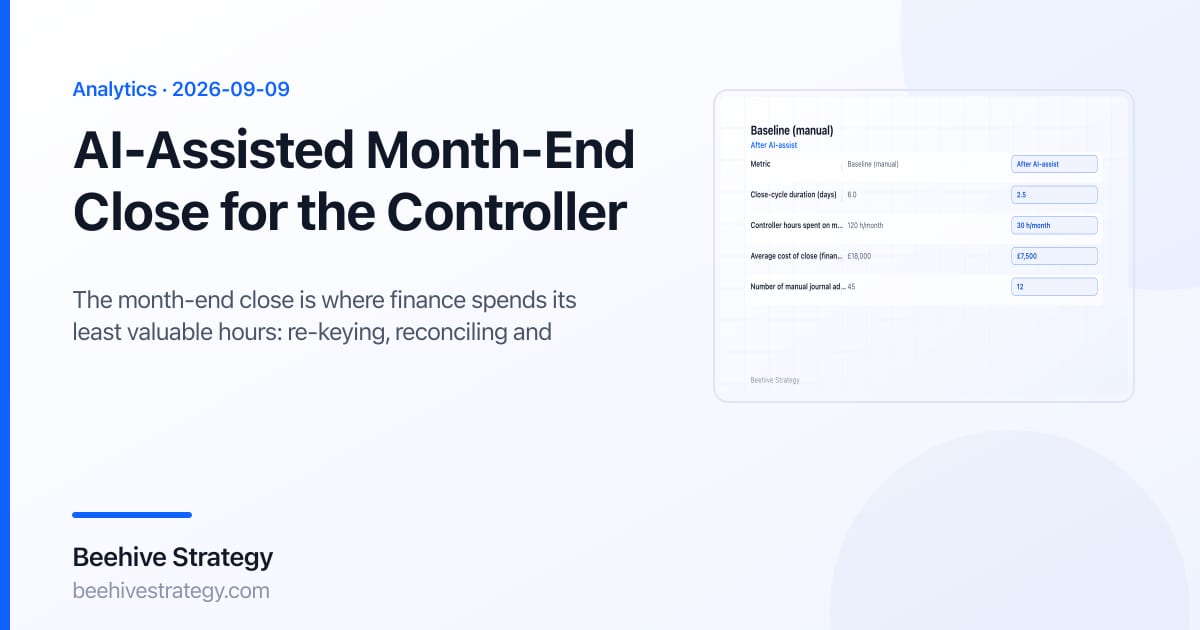 Analytics · 2026-09-09
AI-Assisted Month-End
Close for the Controller
The month-end close is where finance spends its
least valuable hours: re-keying, reconciling and
Beehive Strategy
beehivestrategy.com
Baseline (manual)
After AI-assist
Metric Baseline (manual) After AI-assist
Close-cycle duration (days) 6.0 2.5
Controller hours spent on m... 120 h/month 30 h/month
Average cost of close (finan... £18,000 £7,500
Number of manual journal ad... 45 12
Beehive Strategy